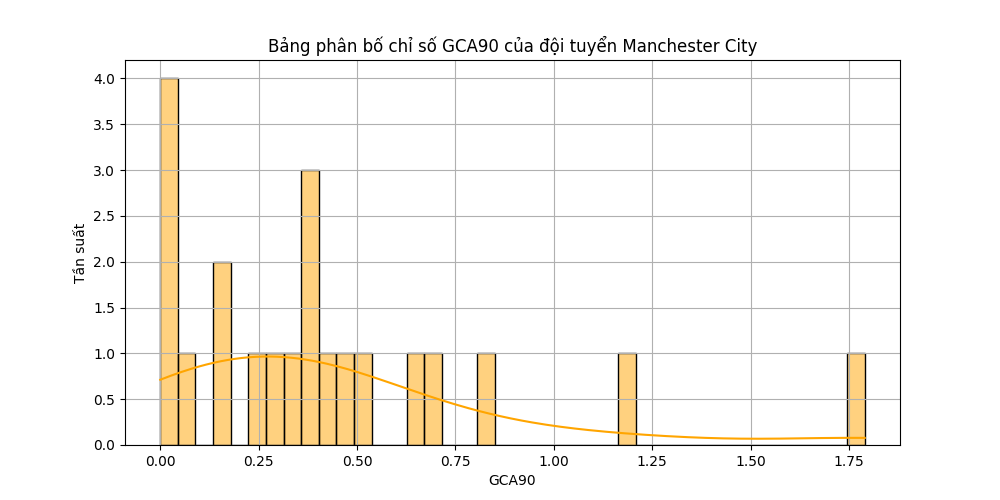 Bảng phân bố chỉ số GCA90 của đội tuyển Manchester City
4.0
3.5
3.0
2.5
2.0
1.5
1.0
0.5
0.0
Tần suất
0.00 0.25 0.50 0.75 1.00 1.25 1.50 1.75
GCA90